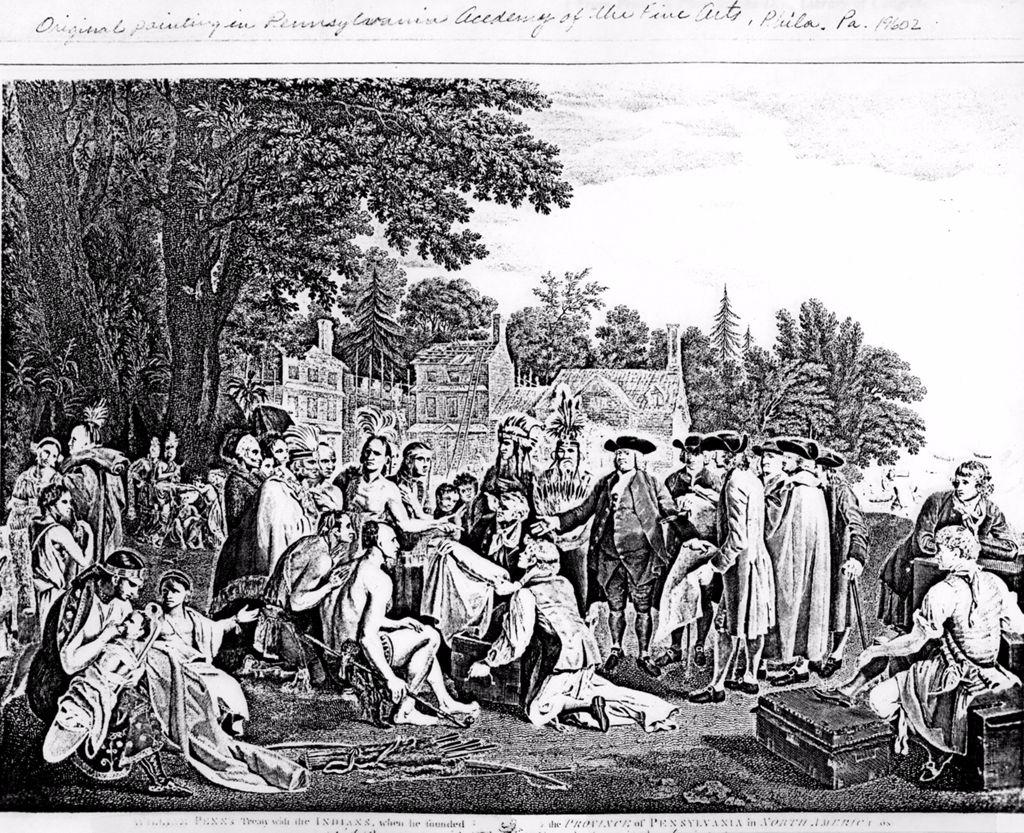 Original painting in Pennsylvania Academy of the Fine Arts, Phila. Pa. 19602
WILLIAM PENN'S Treaty with the INDIANS, when he founded the PROVINCE of PENNSYLVANIA in NORTH AMERICA